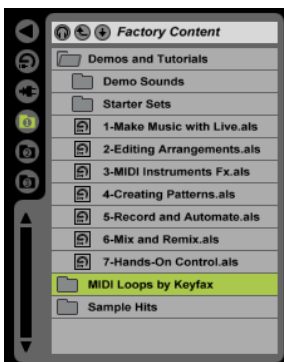 Factory Content
Demos and Tutorials
Demo Sounds
Starter Sets
1-Make Music with Live.als
2-Editing Arrangements.als
3-MIDI Instruments Fx.als
4-Creating Patterns.als
5-Record and Automate.als
6-Mix and Remix.als
7-Hands-On Control.als
MIDI Loops by Keyfax
Sample Hits